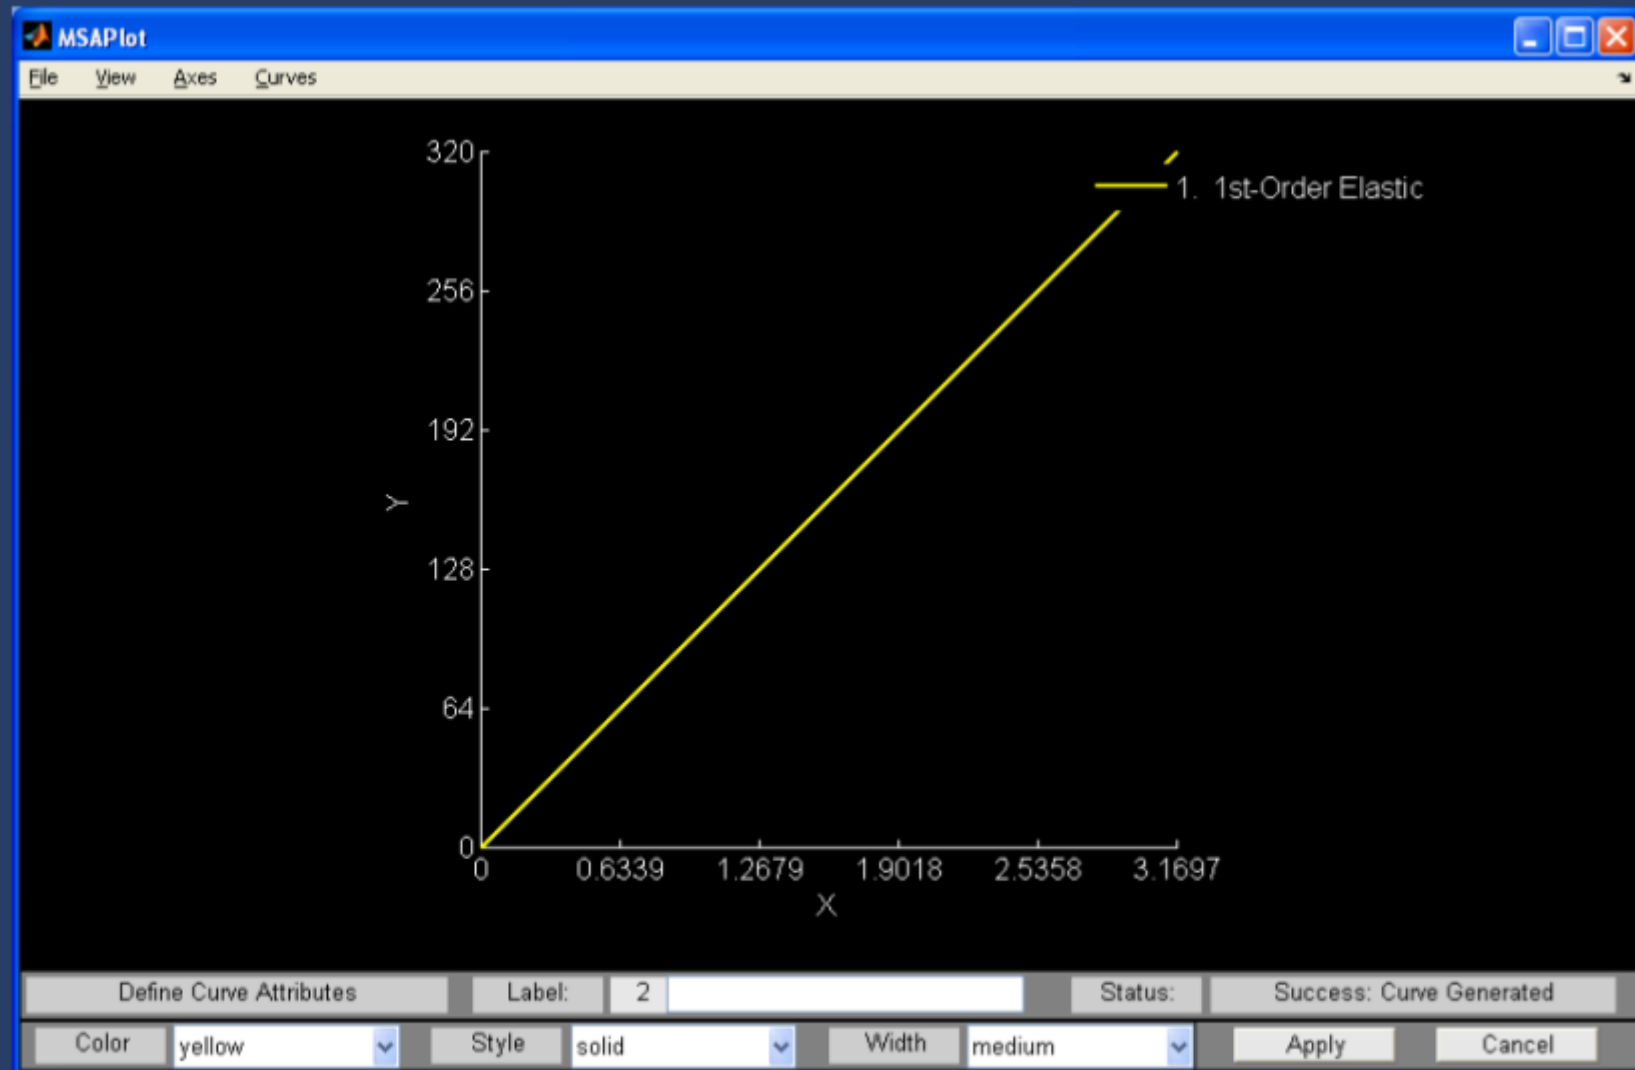 MSAPlot
File View Axes Curves
320
1. 1st-Order Elastic
256
192
Y
128
64
0
0 0.6339 1.2679 1.9018 2.5358 3.1697
X
Define Curve Attributes Label: 2 Status: Success: Curve Generated
Color yellow Style solid Width medium Apply Cancel